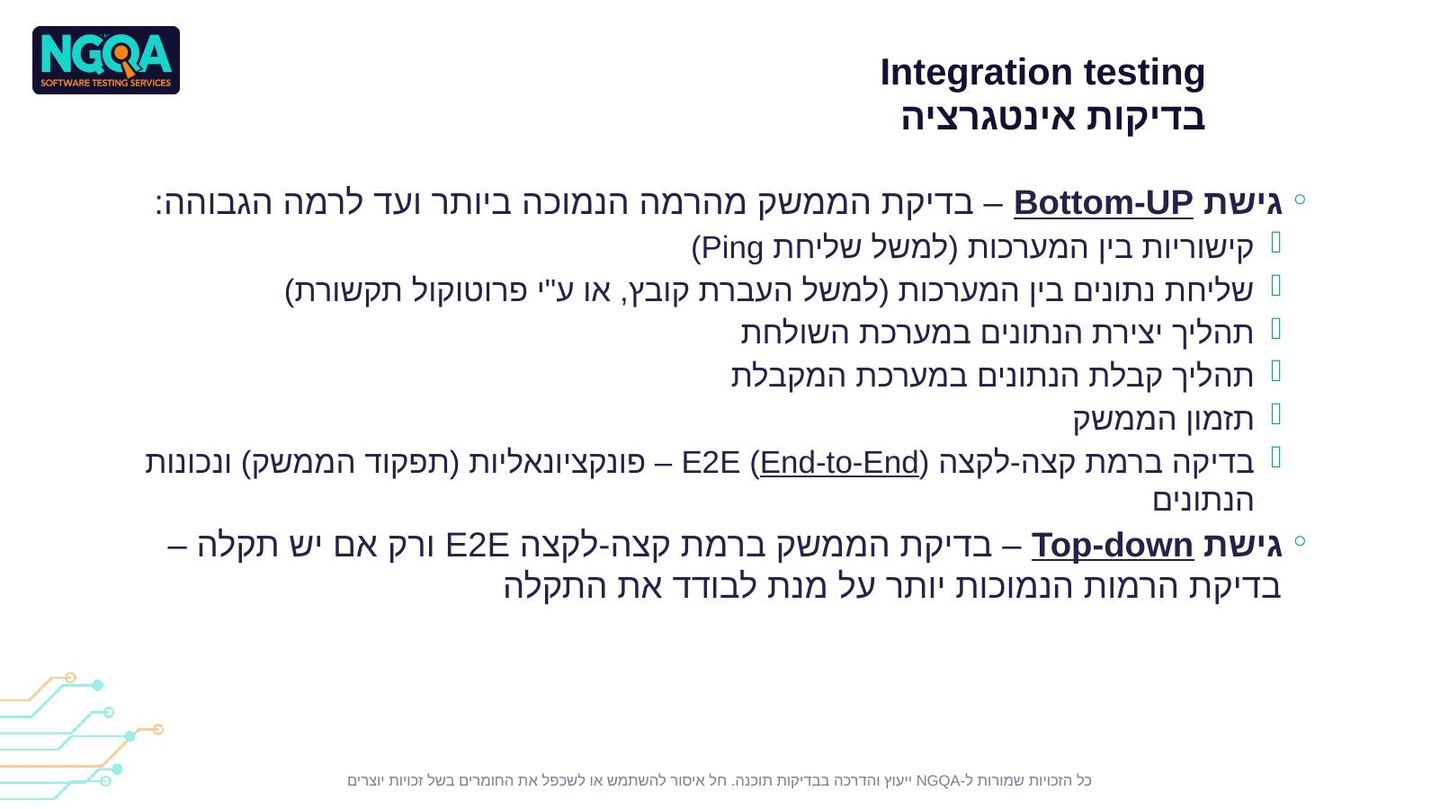 NGQA
SOFTWARE TESTING SERVICES
Integration testing
בדיקות אינטגרציה
גישת Bottom-UP – בדיקת הממשק מהרמה הנמוכה ביותר ועד לרמה הגבוהה:
קישוריות בין המערכות (למשל שליחת Ping)
שליחת נתונים בין המערכות (למשל העברת קובץ, או ע"י פרוטוקול תקשורת)
תהליך יצירת הנתונים במערכת השולחת
תהליך קבלת הנתונים במערכת המקבלת
תזמון הממשק
בדיקה ברמת קצה-לקצה E2E (End-to-End) – פונקציונאליות (תפקוד הממשק) ונכונות
הנתונים
גישת Top-down – בדיקת הממשק ברמת קצה-לקצה E2E ורק אם יש תקלה –
בדיקת הרמות הנמוכות יותר על מנת לבודד את התקלה
כל הזכויות שמורות ל-NGQA ייעוץ והדרכה בבדיקות תוכנה. חל איסור להשתמש או לשכפל את החומרים בשל זכויות יוצרים